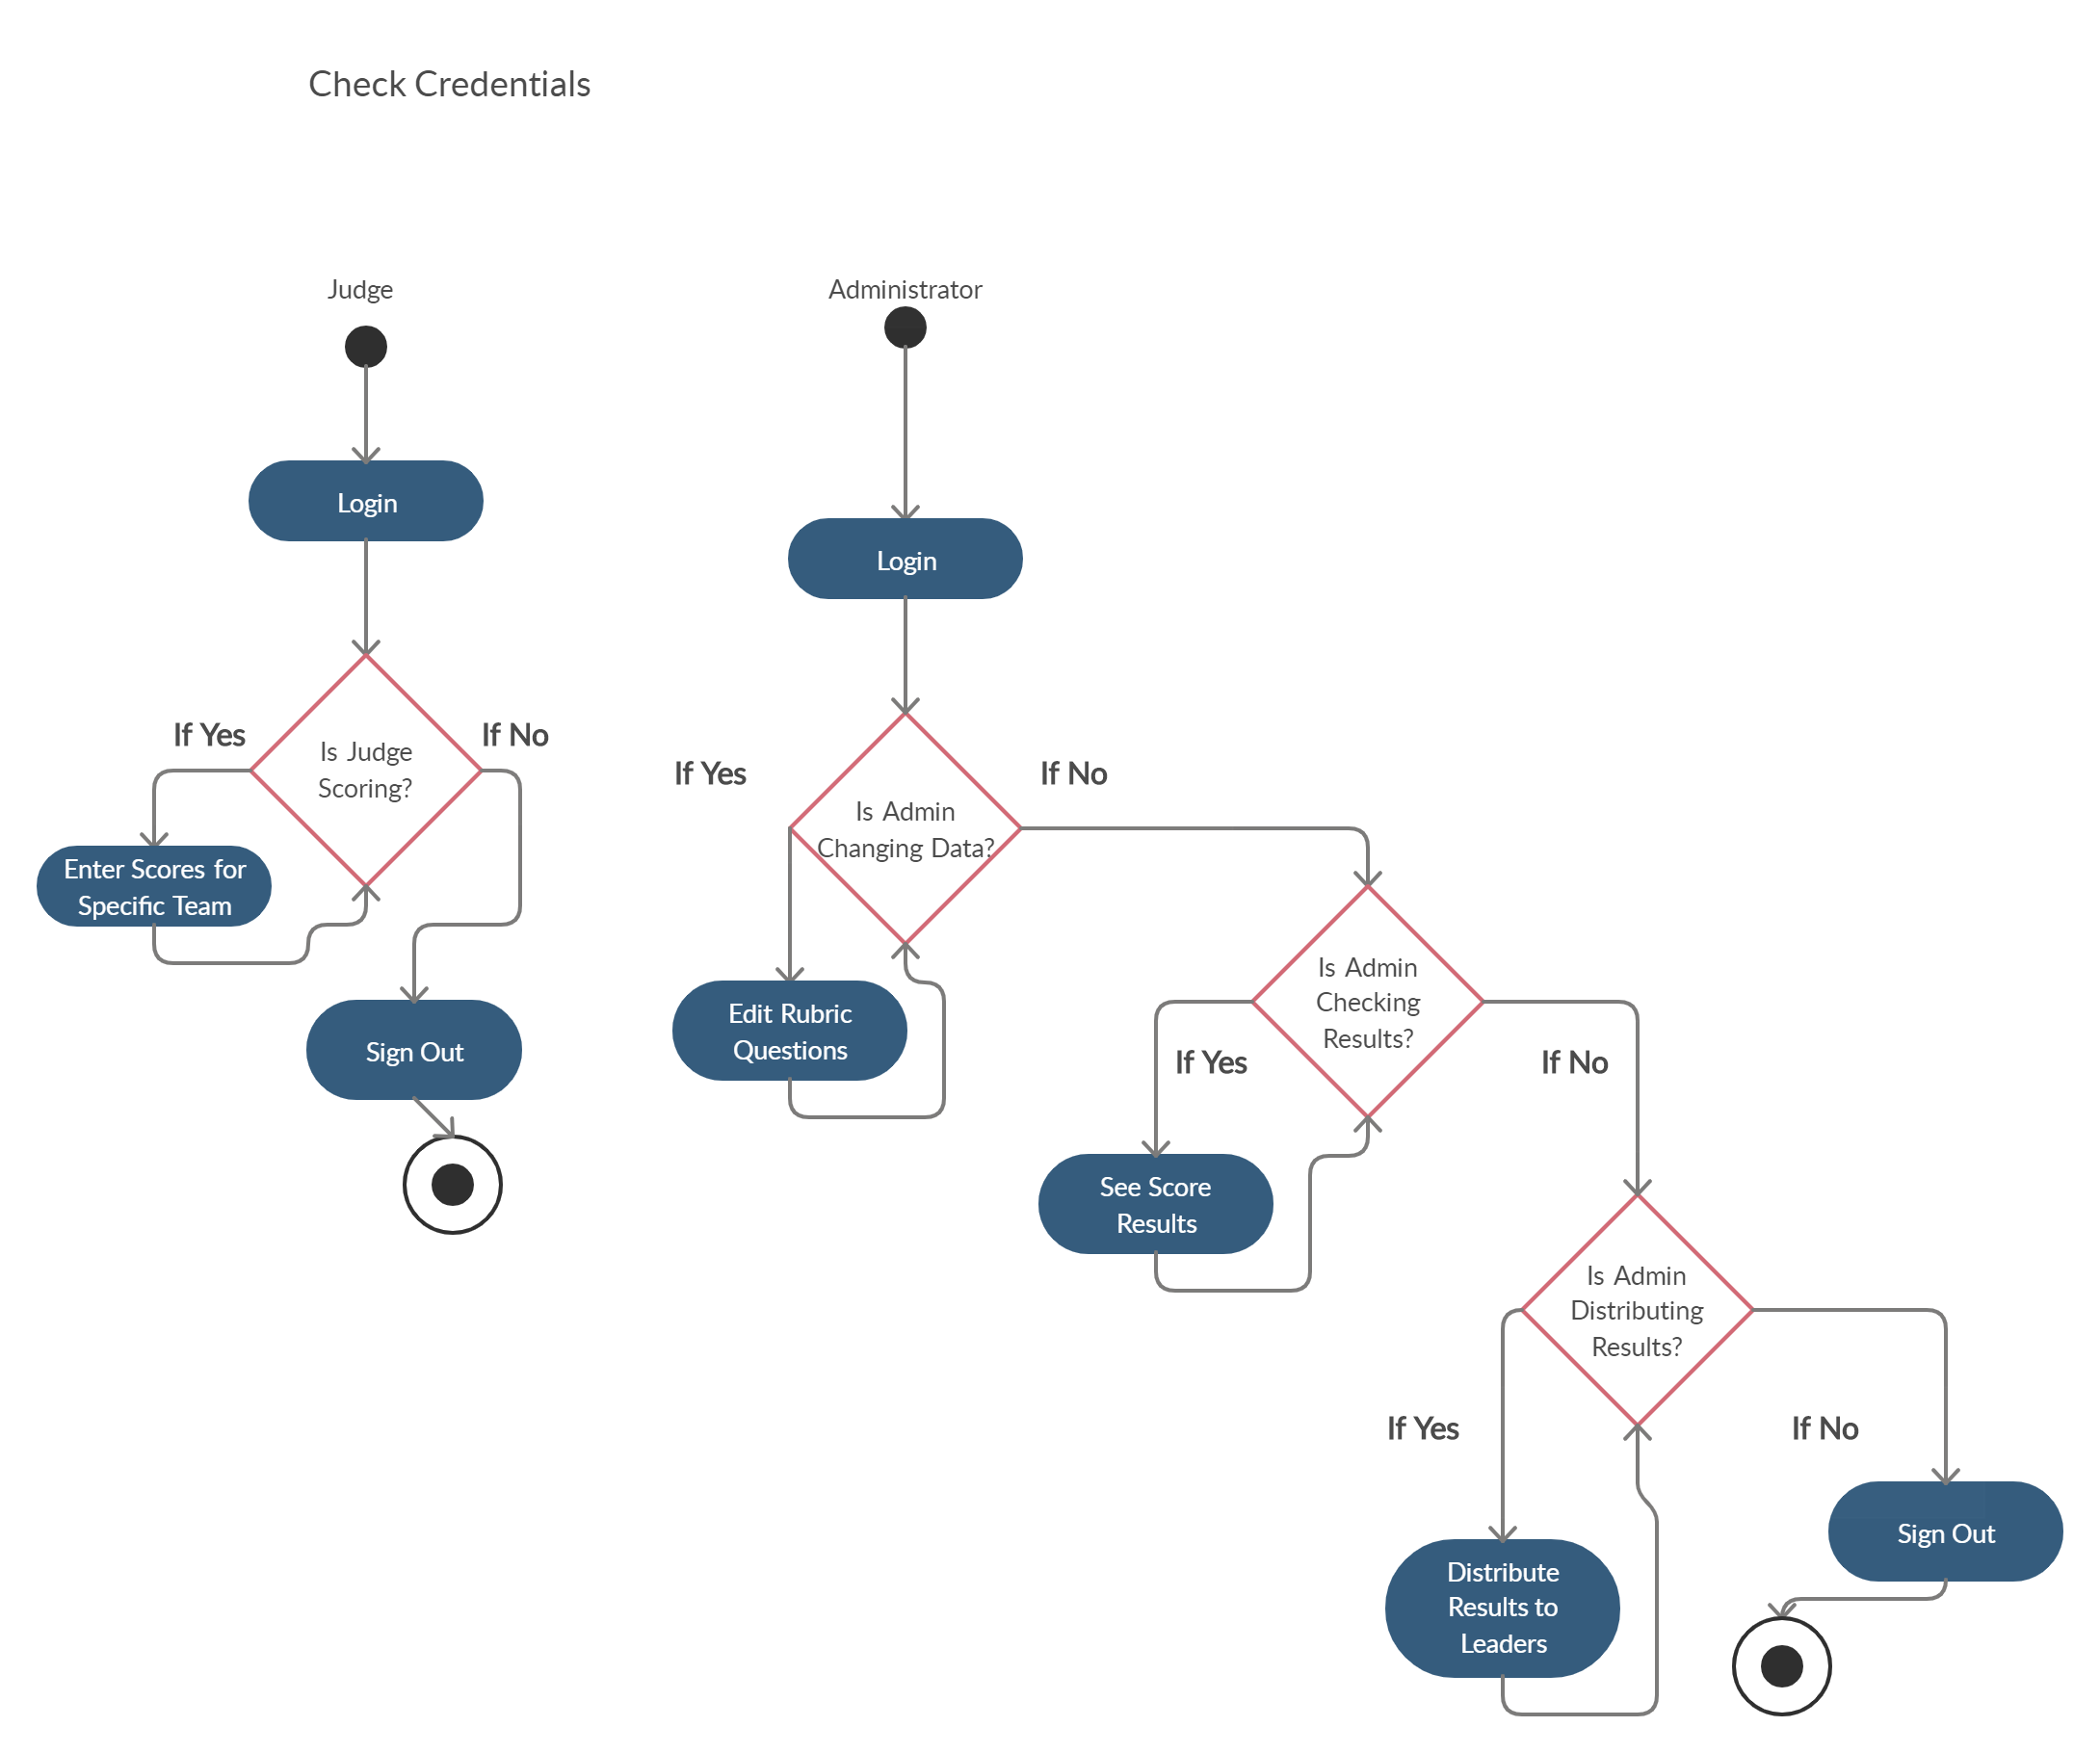 Check Credentials
Judge
Login
If Yes
If No
Is Judge
Scoring?
Enter Scores for
Specific Team
Sign Out
Administrator
Login
If Yes
If No
Is Admin
Changing Data?
Edit Rubric
Questions
Is Admin
Checking
Results?
If Yes
If No
See Score
Results
Is Admin
Distributing
Results?
If Yes
If No
Distribute
Results to
Leaders
Sign Out